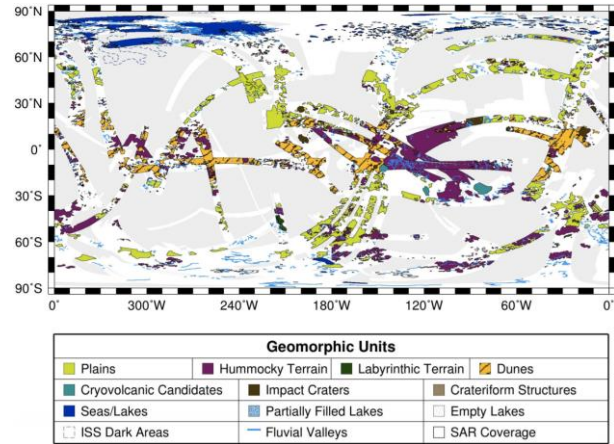 90˚N
60˚N
30˚N
0˚
30˚S
60˚S
90˚S
0˚ 300˚W 240˚W 180˚W 120˚W 60˚W 0˚
Geomorphic Units
Plains Hummocky Terrain Labyrinthic Terrain Dunes
Cryovolcanic Candidates Impact Craters Crateriform Structures
Seas/Lakes Partially Filled Lakes Empty Lakes
ISS Dark Areas Fluvial Valleys SAR Coverage